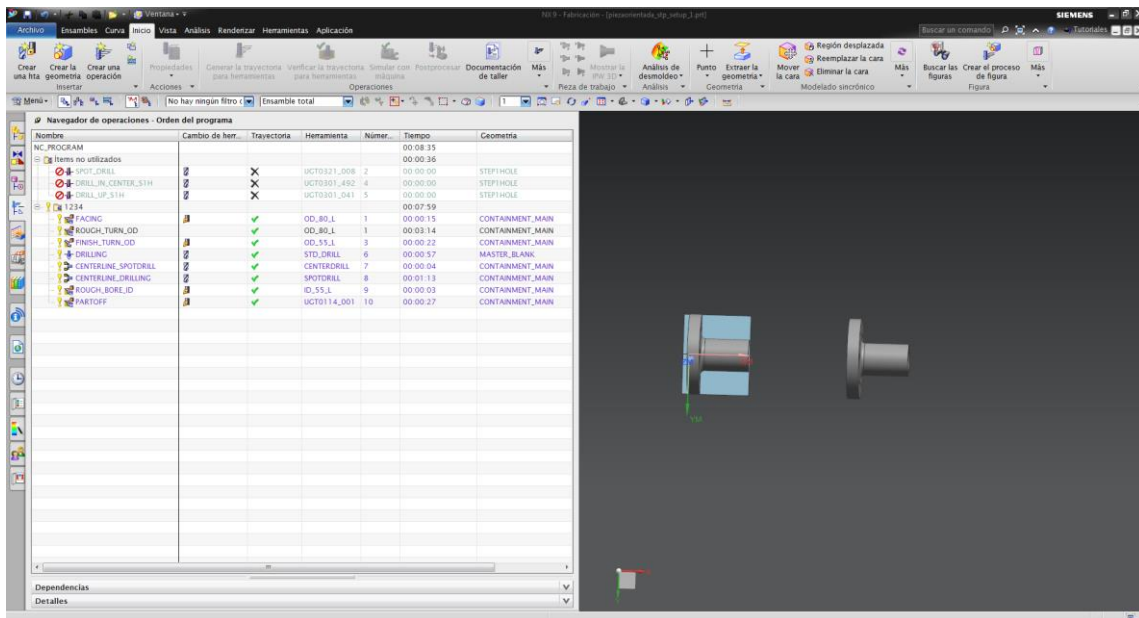 Ventana
NX 9 - Fabricación - [piezaorientada_stp_setup_1.prt]
SIEMENS
Archivo Ensambles Curva Inicio Vista Análisis Renderizar Herramientas Aplicación
Buscar un comando
Tutoriales
Crear una hta
Crear la geometría
Crear una operación
Propiedades
Generar la trayectoria para herramientas
Verificar la trayectoria para herramientas
Simular con máquina
Postprocesar
Documentación de taller
Más
Mostrar la IPW 3D
Análisis de desmoldeo
Punto
Extraer la geometría
Mover la cara
Región desplazada
Reemplazar la cara
Eliminar la cara
Más
Buscar las figuras
Crear el proceso de figura
Más
Insertar Acciones Operaciones Pieza de trabajo Análisis Geometría Modelado sincrónico Figura
Menú No hay ningún filtro Ensamble total 1
Navegador de operaciones - Orden del programa
Nombre Cambio de herr... Trayectoria Herramienta Númer... Tiempo Geometría
NC_PROGRAM 00:08:35
Ítems no utilizados 00:00:36
SPOT_DRILL UGT0321_008 2 00:00:00 STEP1HOLE
DRILL_IN_CENTER_S1H UGT0301_492 4 00:00:00 STEP1HOLE
DRILL_UP_S1H UGT0301_041 5 00:00:00 STEP1HOLE
1234 00:07:59
FACING OD_80_L 1 00:00:15 CONTAINMENT_MAIN
ROUGH_TURN_OD OD_80_L 1 00:03:14 CONTAINMENT_MAIN
FINISH_TURN_OD OD_55_L 3 00:00:22 CONTAINMENT_MAIN
DRILLING STD_DRILL 6 00:00:57 MASTER_BLANK
CENTERLINE_SPOTDRILL CENTERDRILL 7 00:00:04 CONTAINMENT_MAIN
CENTERLINE_DRILLING SPOTDRILL 8 00:01:13 CONTAINMENT_MAIN
ROUGH_BORE_ID ID_55_L 9 00:00:03 CONTAINMENT_MAIN
PARTOFF UGT0114_001 10 00:00:27 CONTAINMENT_MAIN
YM
Dependencias
Detalles